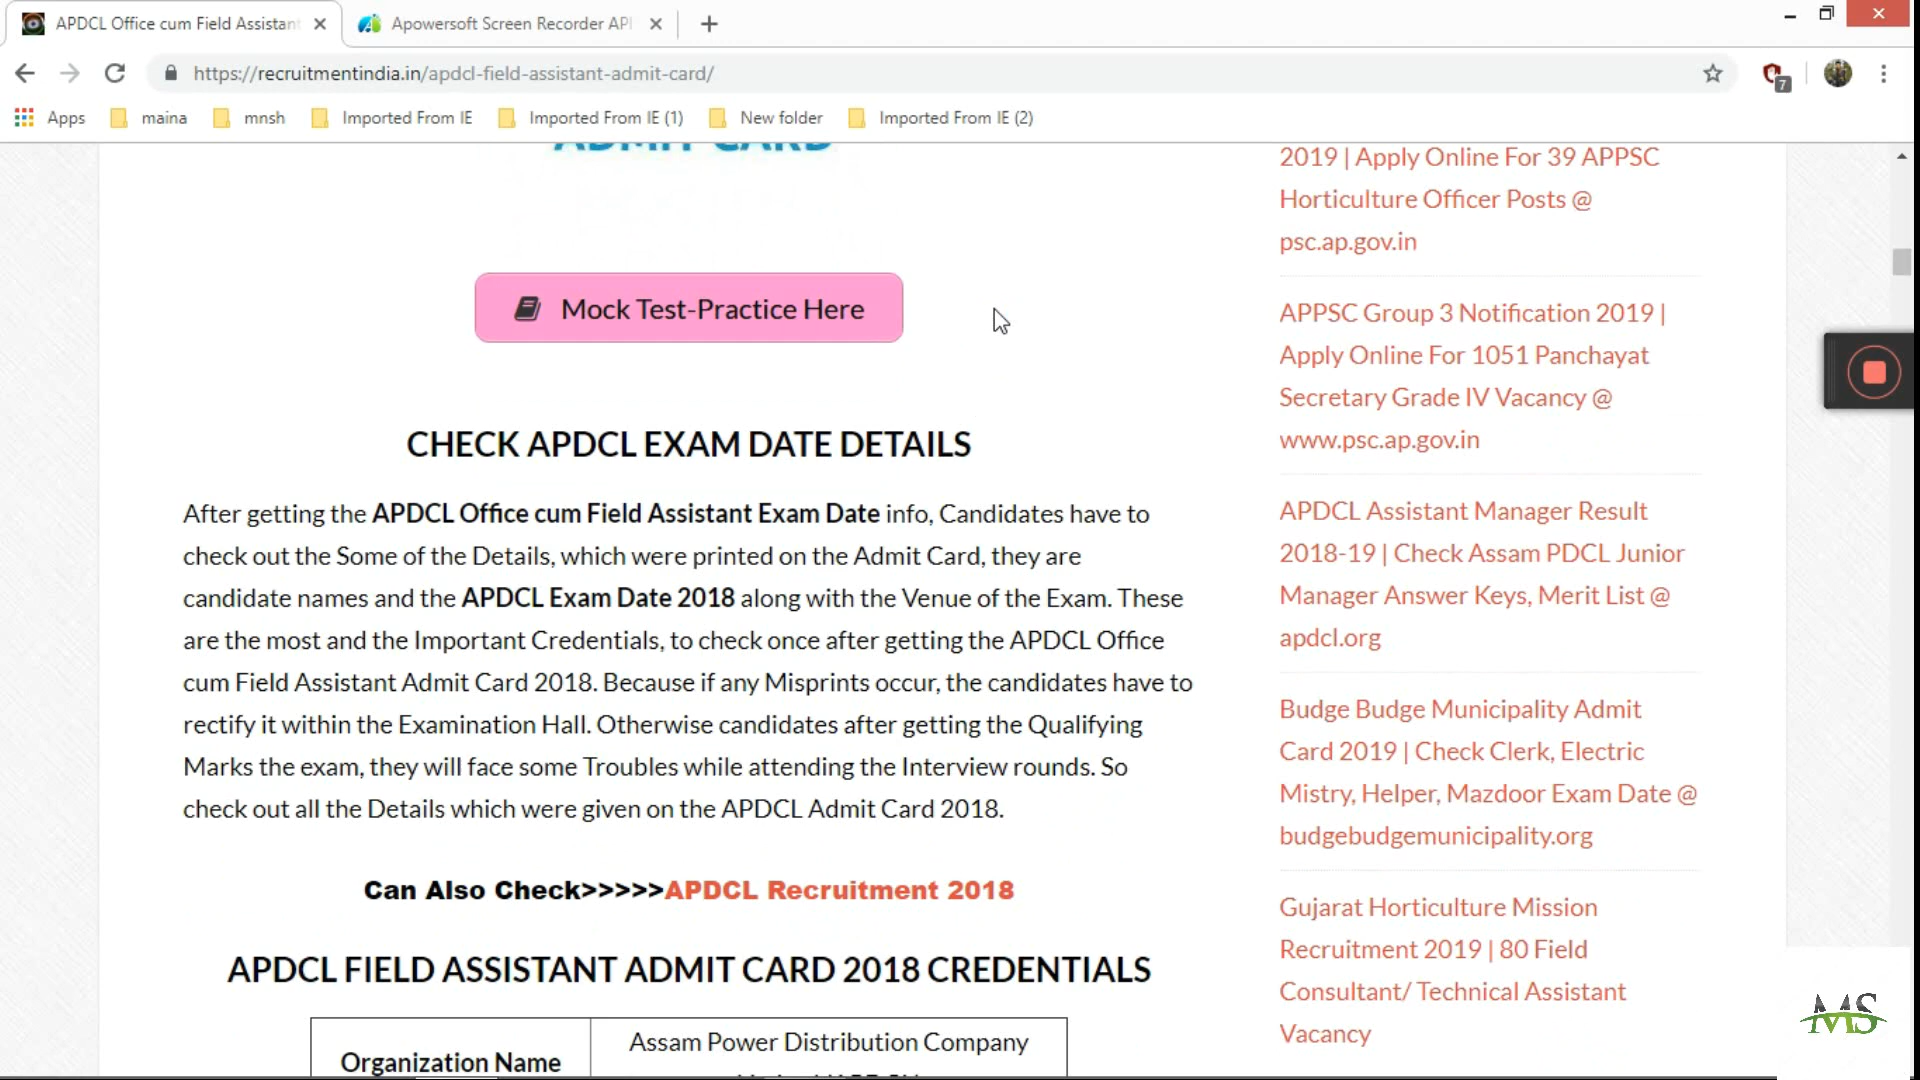 APDCL Office cum Field Assistant
Apowersoft Screen Recorder API
https://recruitmentindia.in/apdcl-field-assistant-admit-card/
7
Apps
maina
mnsh
Imported From IE
Imported From IE (1)
New folder
Imported From IE (2)
ADMIT CARD
Mock Test-Practice Here
CHECK APDCL EXAM DATE DETAILS
After getting the APDCL Office cum Field Assistant Exam Date info, Candidates have to
check out the Some of the Details, which were printed on the Admit Card, they are
candidate names and the APDCL Exam Date 2018 along with the Venue of the Exam. These
are the most and the Important Credentials, to check once after getting the APDCL Office
cum Field Assistant Admit Card 2018. Because if any Misprints occur, the candidates have to
rectify it within the Examination Hall. Otherwise candidates after getting the Qualifying
Marks the exam, they will face some Troubles while attending the Interview rounds. So
check out all the Details which were given on the APDCL Admit Card 2018.
Can Also Check>>>>>APDCL Recruitment 2018
APDCL FIELD ASSISTANT ADMIT CARD 2018 CREDENTIALS
Organization Name
Assam Power Distribution Company
2019 | Apply Online For 39 APPSC
Horticulture Officer Posts @
psc.ap.gov.in
APPSC Group 3 Notification 2019 |
Apply Online For 1051 Panchayat
Secretary Grade IV Vacancy @
www.psc.ap.gov.in
APDCL Assistant Manager Result
2018-19 | Check Assam PDCL Junior
Manager Answer Keys, Merit List @
apdcl.org
Budge Budge Municipality Admit
Card 2019 | Check Clerk, Electric
Mistry, Helper, Mazdoor Exam Date @
budgebudgemunicipality.org
Gujarat Horticulture Mission
Recruitment 2019 | 80 Field
Consultant/ Technical Assistant
Vacancy
MS